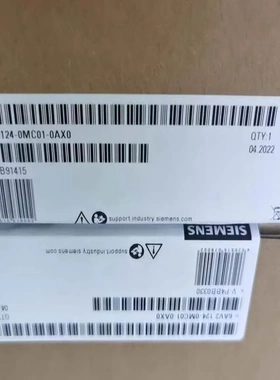 124-0MC01-0AX0
QTY:1
04.2022
B91415
support.industry.siemens.com
SIEMENS
support.industry.siemens.com
6AV2 124-0MC01-0AX0